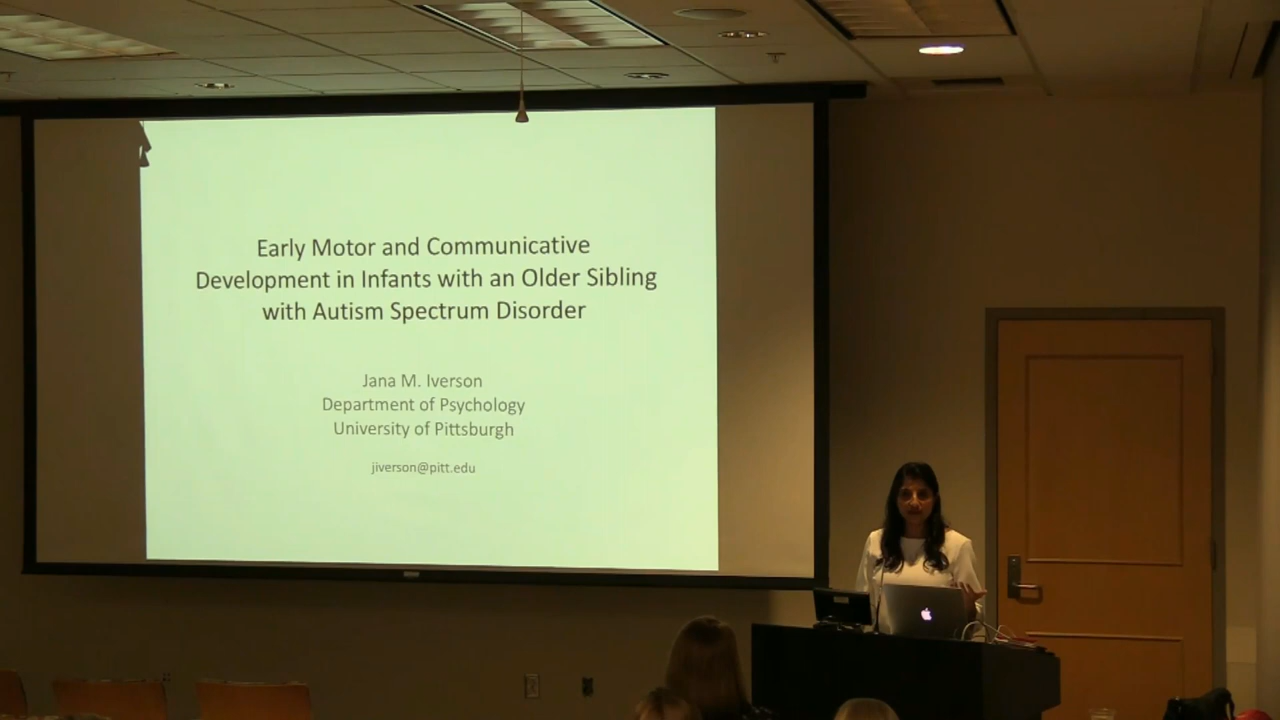 Early Motor and Communicative
Development in Infants with an Older Sibling
with Autism Spectrum Disorder
Jana M. Iverson
Department of Psychology
University of Pittsburgh
jiverson@pitt.edu